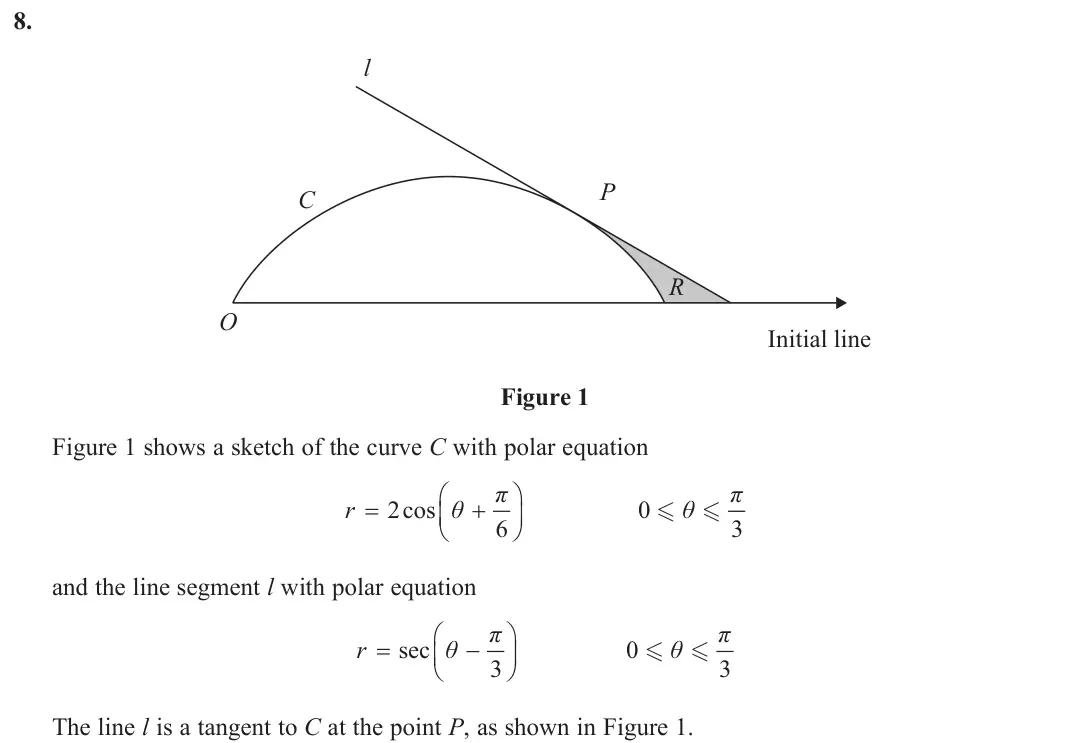 8.
l
C
P
R
O
Initial line
Figure 1
Figure 1 shows a sketch of the curve C with polar equation
r = 2cos(θ + π/6)    0 ⩽ θ ⩽ π/3
and the line segment l with polar equation
r = sec(θ − π/3)    0 ⩽ θ ⩽ π/3
The line l is a tangent to C at the point P, as shown in Figure 1.